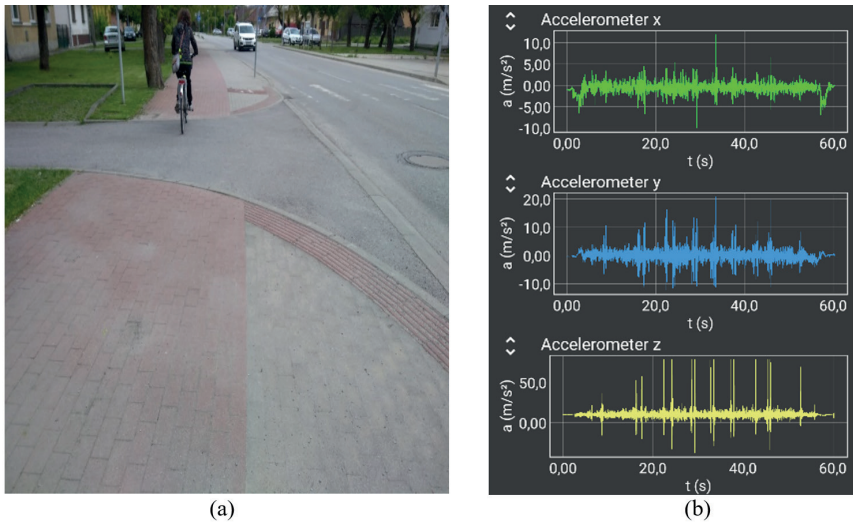 Accelerometer x
a (m/s²)
10,0
5,00
0,00
-5,00
-10,0
0,00 20,0 40,0 60,0
t (s)
Accelerometer y
a (m/s²)
20,0
10,0
0,00
-10,0
0,00 20,0 40,0 60,0
t (s)
Accelerometer z
a (m/s²)
50,0
0,00
0,00 20,0 40,0 60,0
t (s)
(a) (b)